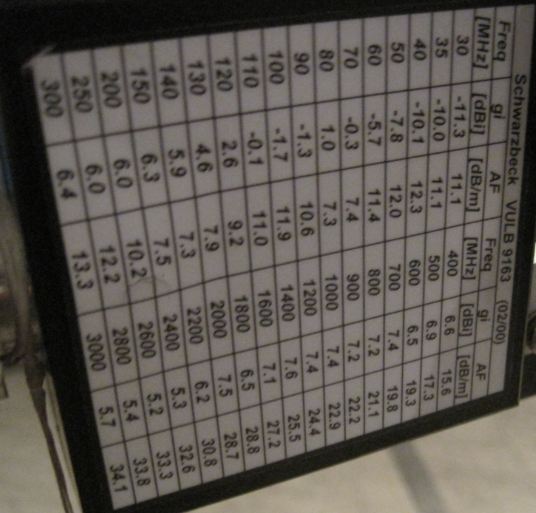 Schwarzbeck VULB 9163 (02/00)
Freq gi AF Freq gi AF
[MHz] [dBi] [dB/m] [MHz] [dBi] [dB/m]
30 -11.3 11.1 400 6.6 15.6
35 -10.0 11.1 500 6.9 17.3
40 -10.1 12.3 600 6.5 19.3
50 -7.8 12.0 700 7.4 19.8
60 -5.7 11.4 800 7.2 21.1
70 -0.3 7.4 900 7.2 22.2
80 1.0 7.3 1000 7.4 22.9
90 -1.3 10.6 1200 7.4 24.4
100 -1.7 11.9 1400 7.6 25.5
110 -0.1 11.0 1600 7.1 27.2
120 2.6 9.2 1800 6.5 28.8
130 4.6 7.9 2000 7.5 28.7
140 5.9 7.3 2200 6.2 30.8
150 6.3 7.5 2400 5.3 32.6
200 6.0 10.2 2600 5.2 33.3
250 6.0 12.2 2800 5.4 33.8
300 6.4 13.3 3000 5.7 34.1